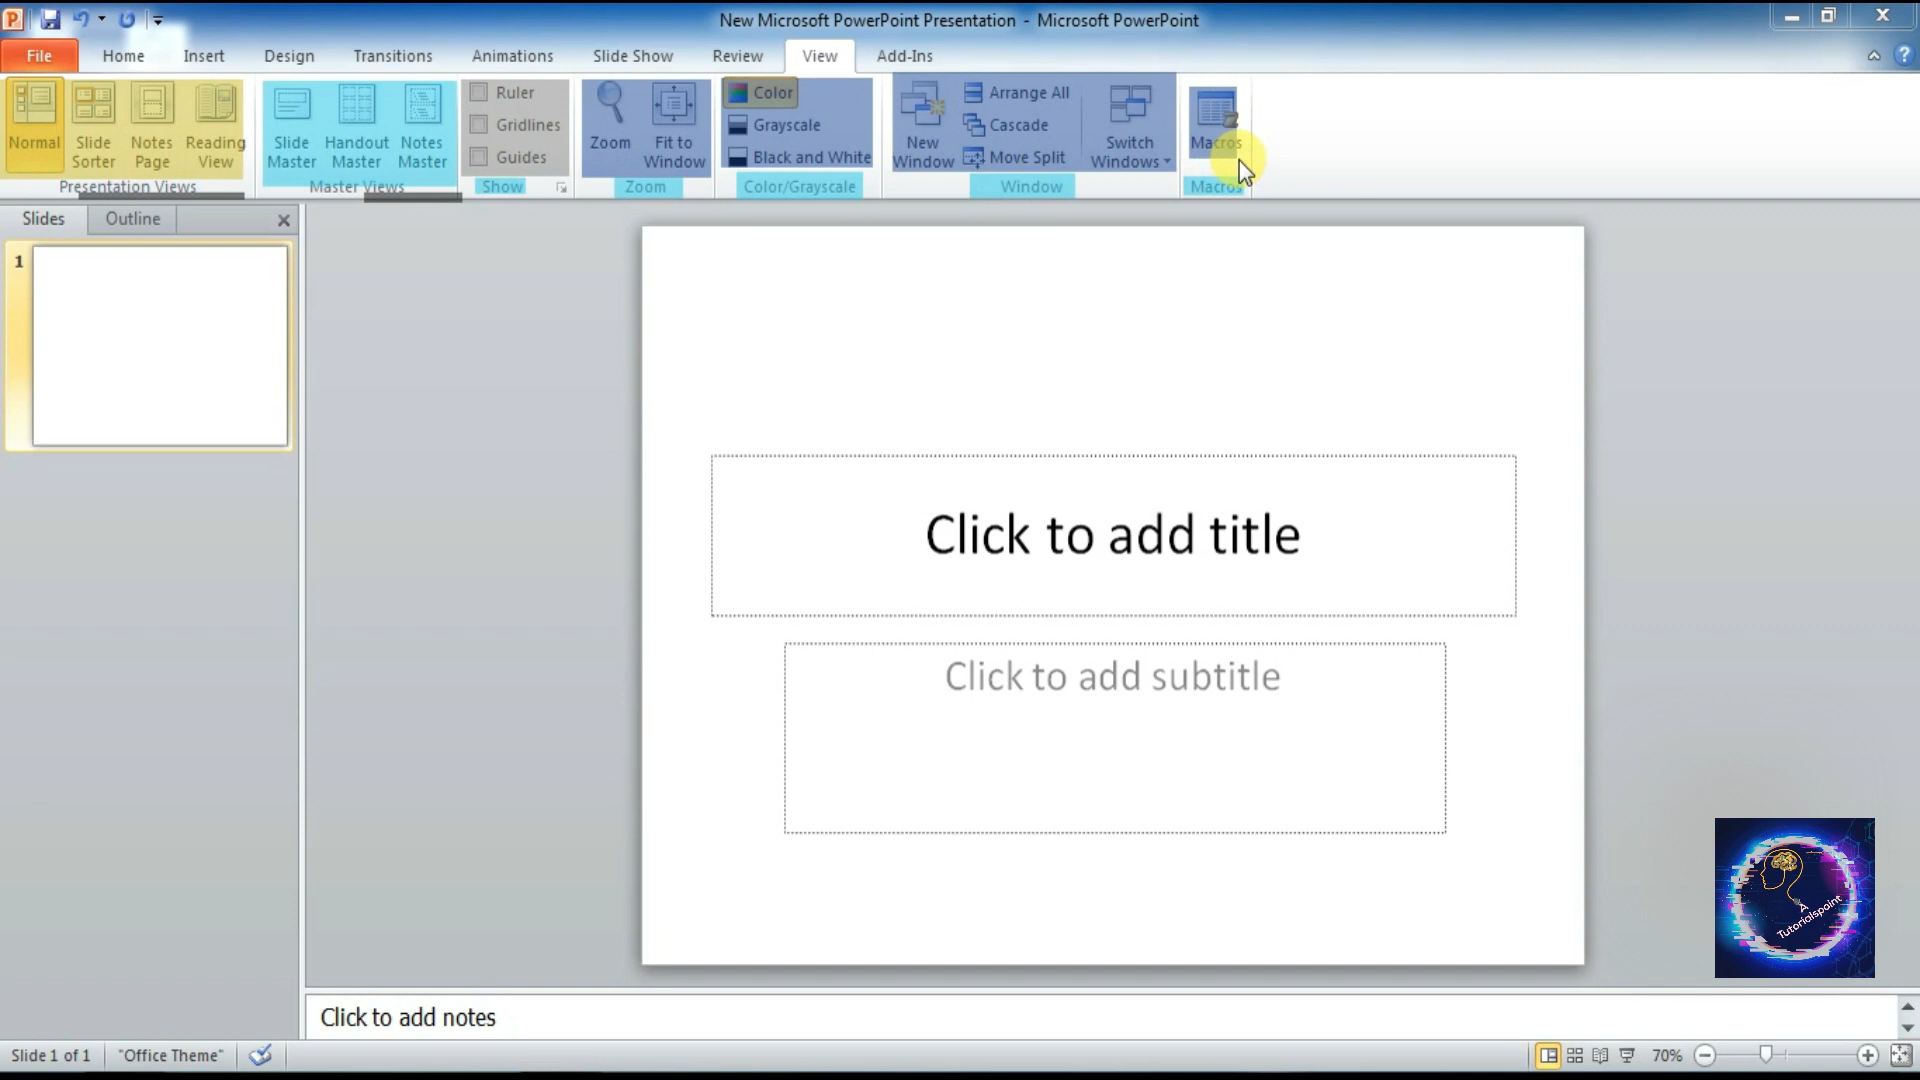 New Microsoft PowerPoint Presentation - Microsoft PowerPoint
File Home Insert Design Transitions Animations Slide Show Review View Add-Ins
Normal Slide Sorter Notes Page Reading View
Presentation Views
Slide Master Handout Master Notes Master
Master Views
Ruler
Gridlines
Guides
Show
Zoom Fit to Window
Zoom
Color
Grayscale
Black and White
Color/Grayscale
New Window
Arrange All
Cascade
Move Split
Switch Windows
Window
Macros
Macros
Slides Outline
1
Click to add title
Click to add subtitle
A
Tutorialspoint
Click to add notes
Slide 1 of 1 "Office Theme" 70%